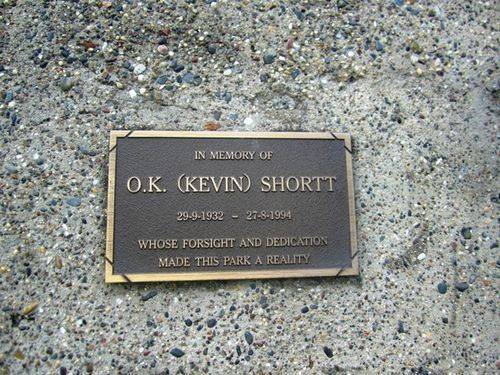 IN MEMORY OF
O.K. (KEVIN) SHORTT
29-9-1932 – 27-8-1994
WHOSE FORSIGHT AND DEDICATION
MADE THIS PARK A REALITY